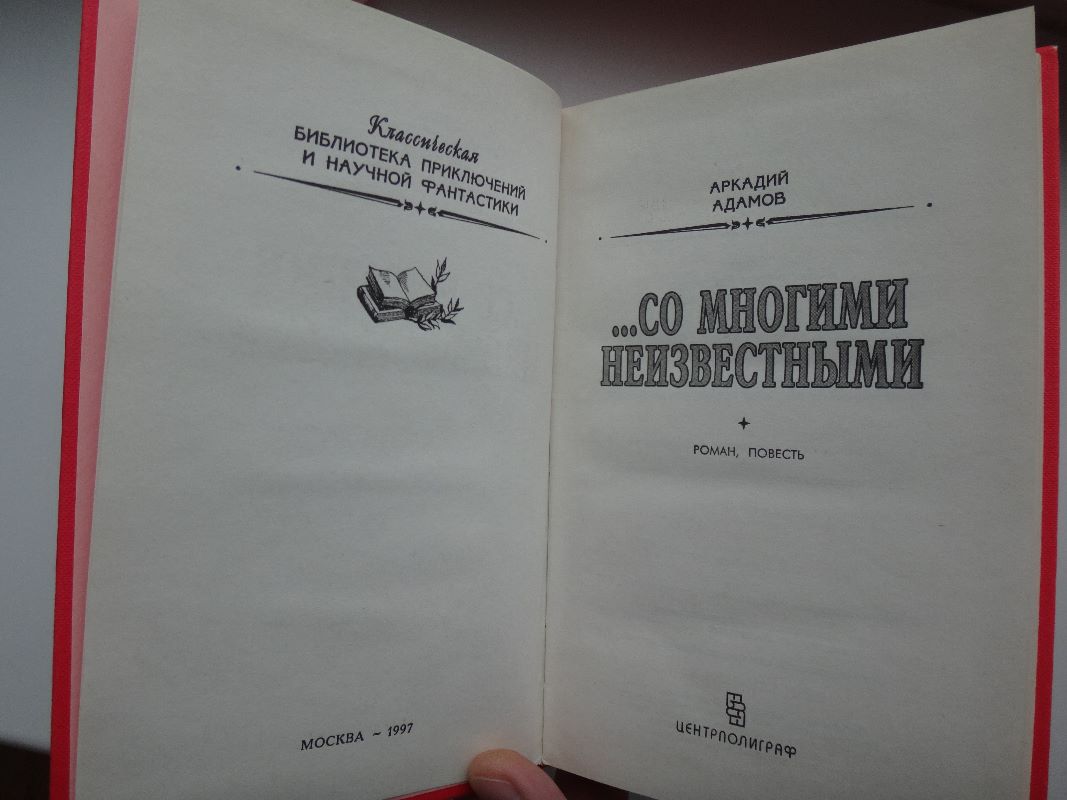 Классическая
БИБЛИОТЕКА ПРИКЛЮЧЕНИЙ
И НАУЧНОЙ ФАНТАСТИКИ
МОСКВА ~ 1997
АРКАДИЙ
АДАМОВ
...СО МНОГИМИ
НЕИЗВЕСТНЫМИ
РОМАН, ПОВЕСТЬ
ЦЕНТРПОЛИГРАФ